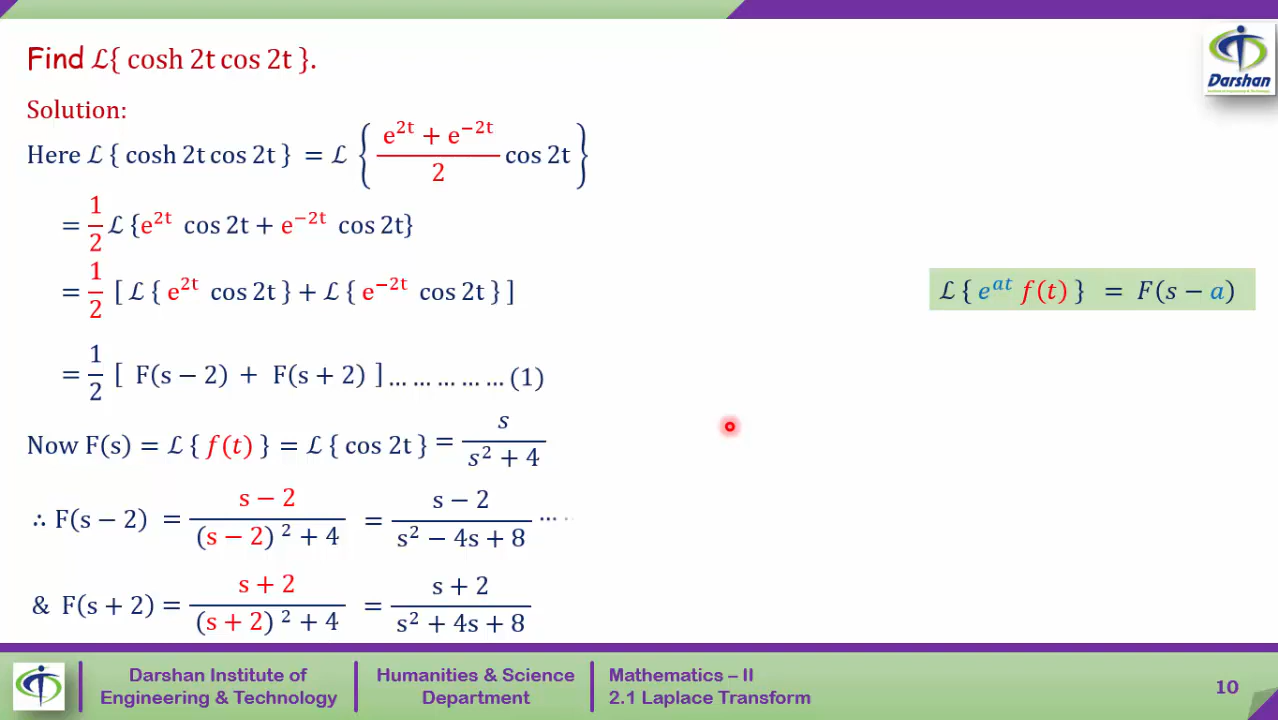 Find ℒ{ cosh 2t cos 2t }.
Darshan
Solution:
Here ℒ { cosh 2t cos 2t } = ℒ { (e^{2t} + e^{−2t})/2 cos 2t }
= 1/2 ℒ {e^{2t} cos 2t + e^{−2t} cos 2t}
= 1/2 [ ℒ { e^{2t} cos 2t } + ℒ { e^{−2t} cos 2t } ]
ℒ { e^{at} f(t) } = F(s − a)
= 1/2 [ F(s − 2) + F(s + 2) ] … … … … … (1)
Now F(s) = ℒ { f(t) } = ℒ { cos 2t } = s/(s² + 4)
∴ F(s − 2) = (s − 2)/((s − 2)² + 4) = (s − 2)/(s² − 4s + 8) …
& F(s + 2) = (s + 2)/((s + 2)² + 4) = (s + 2)/(s² + 4s + 8)
Darshan Institute of
Engineering & Technology
Humanities & Science
Department
Mathematics – II
2.1 Laplace Transform
10